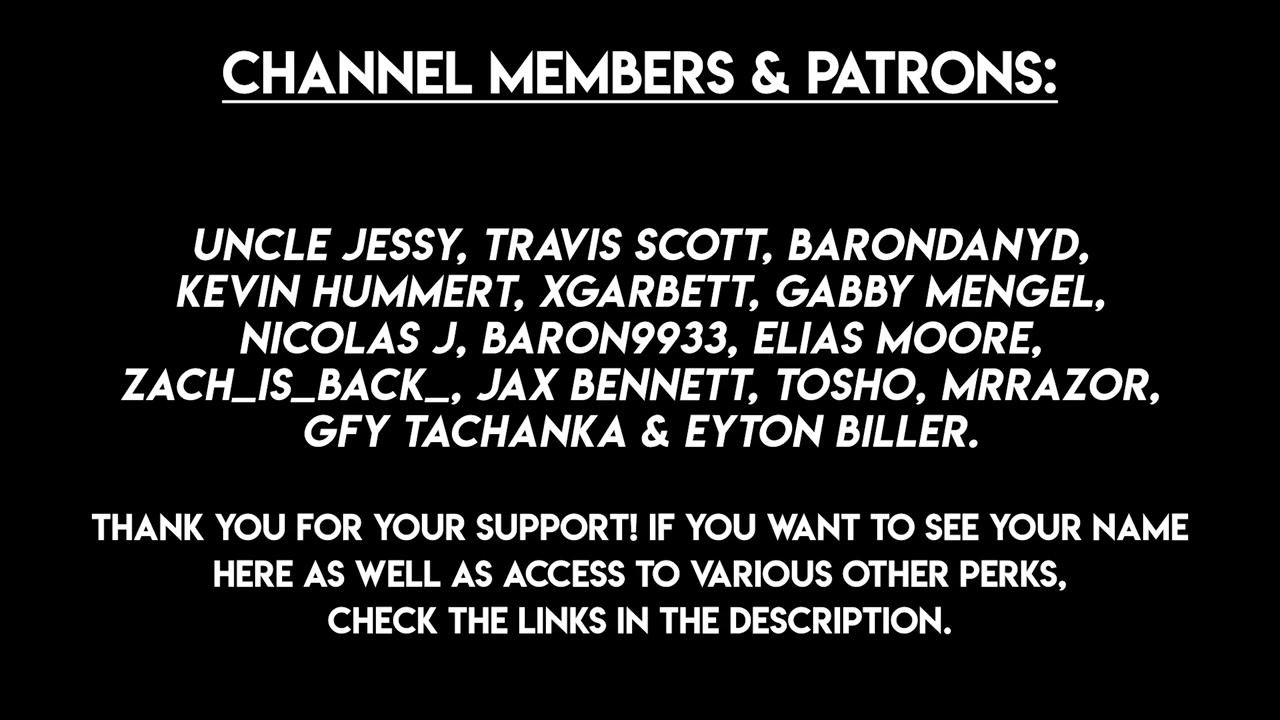 CHANNEL MEMBERS & PATRONS:
UNCLE JESSY, TRAVIS SCOTT, BARONDANYD,
KEVIN HUMMERT, XGARBETT, GABBY MENGEL,
NICOLAS J, BARON9933, ELIAS MOORE,
ZACH_IS_BACK_, JAX BENNETT, TOSHO, MRRAZOR,
GFY TACHANKA & EYTON BILLER.
THANK YOU FOR YOUR SUPPORT! IF YOU WANT TO SEE YOUR NAME
HERE AS WELL AS ACCESS TO VARIOUS OTHER PERKS,
CHECK THE LINKS IN THE DESCRIPTION.